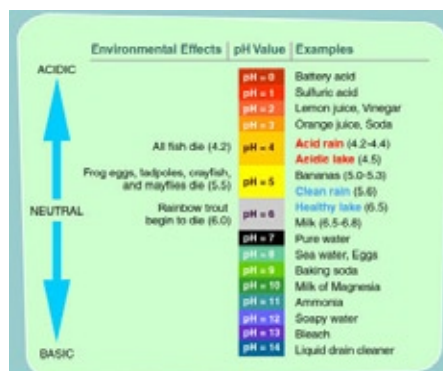 Environmental Effects pH Value Examples
ACIDIC
pH = 0 Battery acid
pH = 1 Sulfuric acid
pH = 2 Lemon juice, Vinegar
pH = 3 Orange juice, Soda
All fish die (4.2) pH = 4 Acid rain (4.2-4.4)
Acidic lake (4.5)
Frog eggs, tadpoles, crayfish, pH = 5 Bananas (5.0-5.3)
and mayflies die (5.5) Clean rain (5.6)
NEUTRAL Rainbow trout pH = 6 Healthy lake (6.5)
begin to die (6.0) Milk (6.5-6.8)
pH = 7 Pure water
pH = 8 Sea water, Eggs
pH = 9 Baking soda
pH = 10 Milk of Magnesia
pH = 11 Ammonia
pH = 12 Soapy water
pH = 13 Bleach
BASIC pH = 14 Liquid drain cleaner